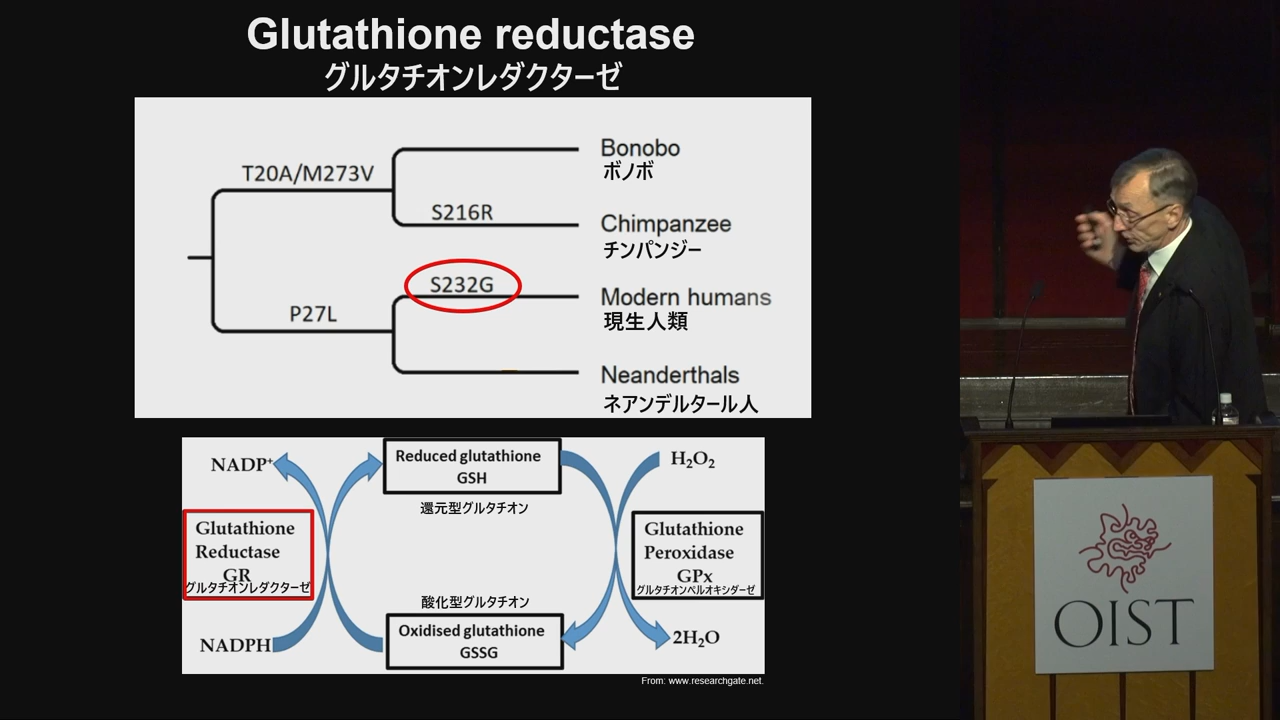 Glutathione reductase
グルタチオンレダクターゼ
T20A/M273V
Bonobo
ボノボ
S216R
Chimpanzee
チンパンジー
S232G
Modern humans
現生人類
P27L
Neanderthals
ネアンデルタール人
NADP+
Reduced glutathione
GSH
H2O2
還元型グルタチオン
Glutathione
Reductase
GR
グルタチオンレダクターゼ
Glutathione
Peroxidase
GPx
グルタチオンペルオキシダーゼ
酸化型グルタチオン
NADPH
Oxidised glutathione
GSSG
2H2O
From: www.researchgate.net.
OIST